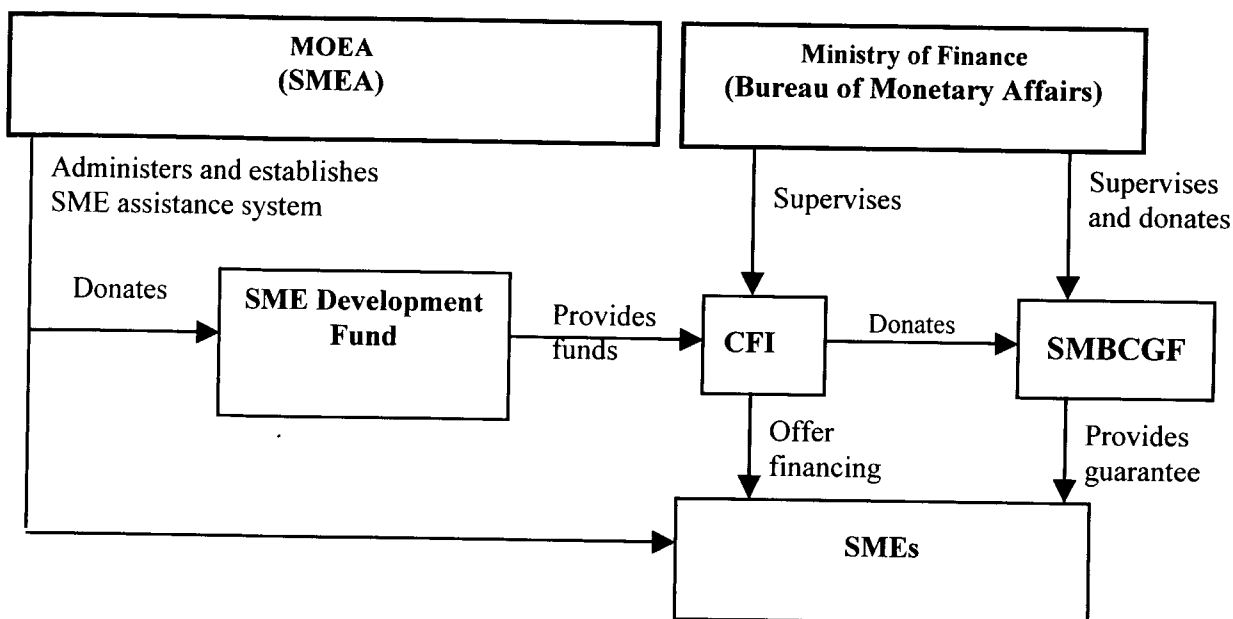 MOEA
(SMEA)
Ministry of Finance
(Bureau of Monetary Affairs)
Administers and establishes
SME assistance system
Supervises
Supervises
and donates
Donates
SME Development
Fund
Provides
funds
CFI
Donates
SMBCGF
Offer
financing
Provides
guarantee
SMEs